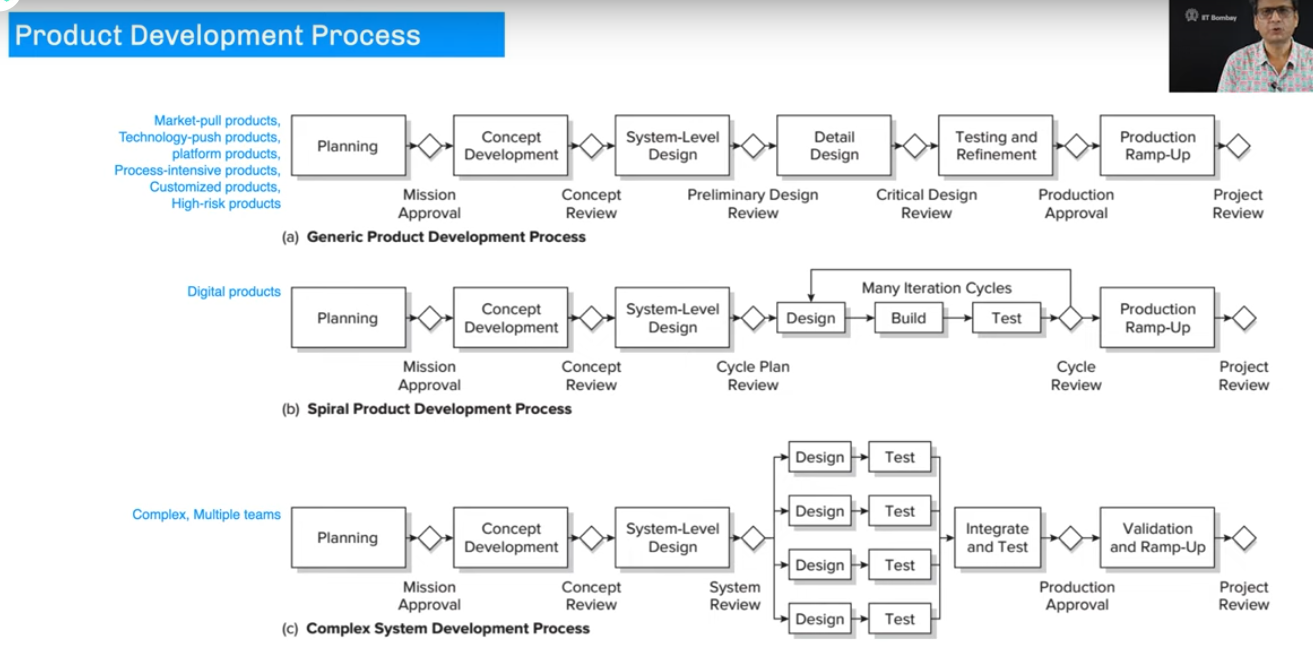 Product Development Process
IIT Bombay
Market-pull products,
Technology-push products,
platform products,
Process-intensive products,
Customized products,
High-risk products
Planning
Concept
Development
System-Level
Design
Detail
Design
Testing and
Refinement
Production
Ramp-Up
Mission
Approval
Concept
Review
Preliminary Design
Review
Critical Design
Review
Production
Approval
Project
Review
(a) Generic Product Development Process
Digital products
Planning
Concept
Development
System-Level
Design
Many Iteration Cycles
Design
Build
Test
Production
Ramp-Up
Mission
Approval
Concept
Review
Cycle Plan
Review
Cycle
Review
Project
Review
(b) Spiral Product Development Process
Complex, Multiple teams
Planning
Concept
Development
System-Level
Design
Design
Test
Design
Test
Design
Test
Design
Test
Integrate
and Test
Validation
and Ramp-Up
Mission
Approval
Concept
Review
System
Review
Production
Approval
Project
Review
(c) Complex System Development Process